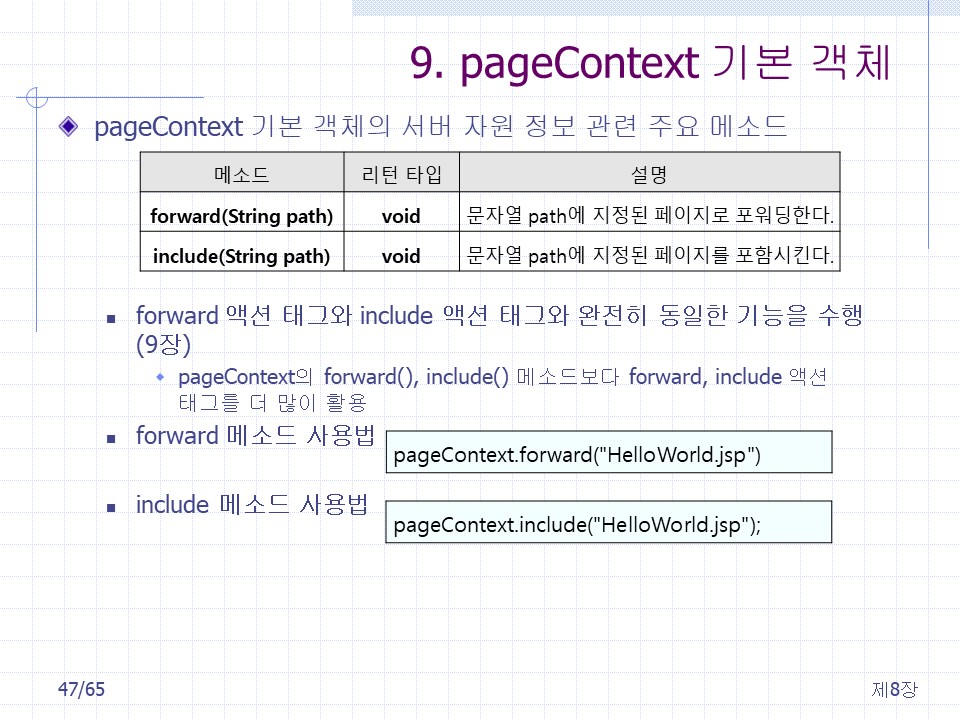 9. pageContext 기본 객체
pageContext 기본 객체의 서버 자원 정보 관련 주요 메소드
메소드 리턴 타입 설명
forward(String path) void 문자열 path에 지정된 페이지로 포워딩한다.
include(String path) void 문자열 path에 지정된 페이지를 포함시킨다.
forward 액션 태그와 include 액션 태그와 완전히 동일한 기능을 수행
(9장)
pageContext의 forward(), include() 메소드보다 forward, include 액션
태그를 더 많이 활용
forward 메소드 사용법
pageContext.forward("HelloWorld.jsp")
include 메소드 사용법
pageContext.include("HelloWorld.jsp");
47/65
제8장